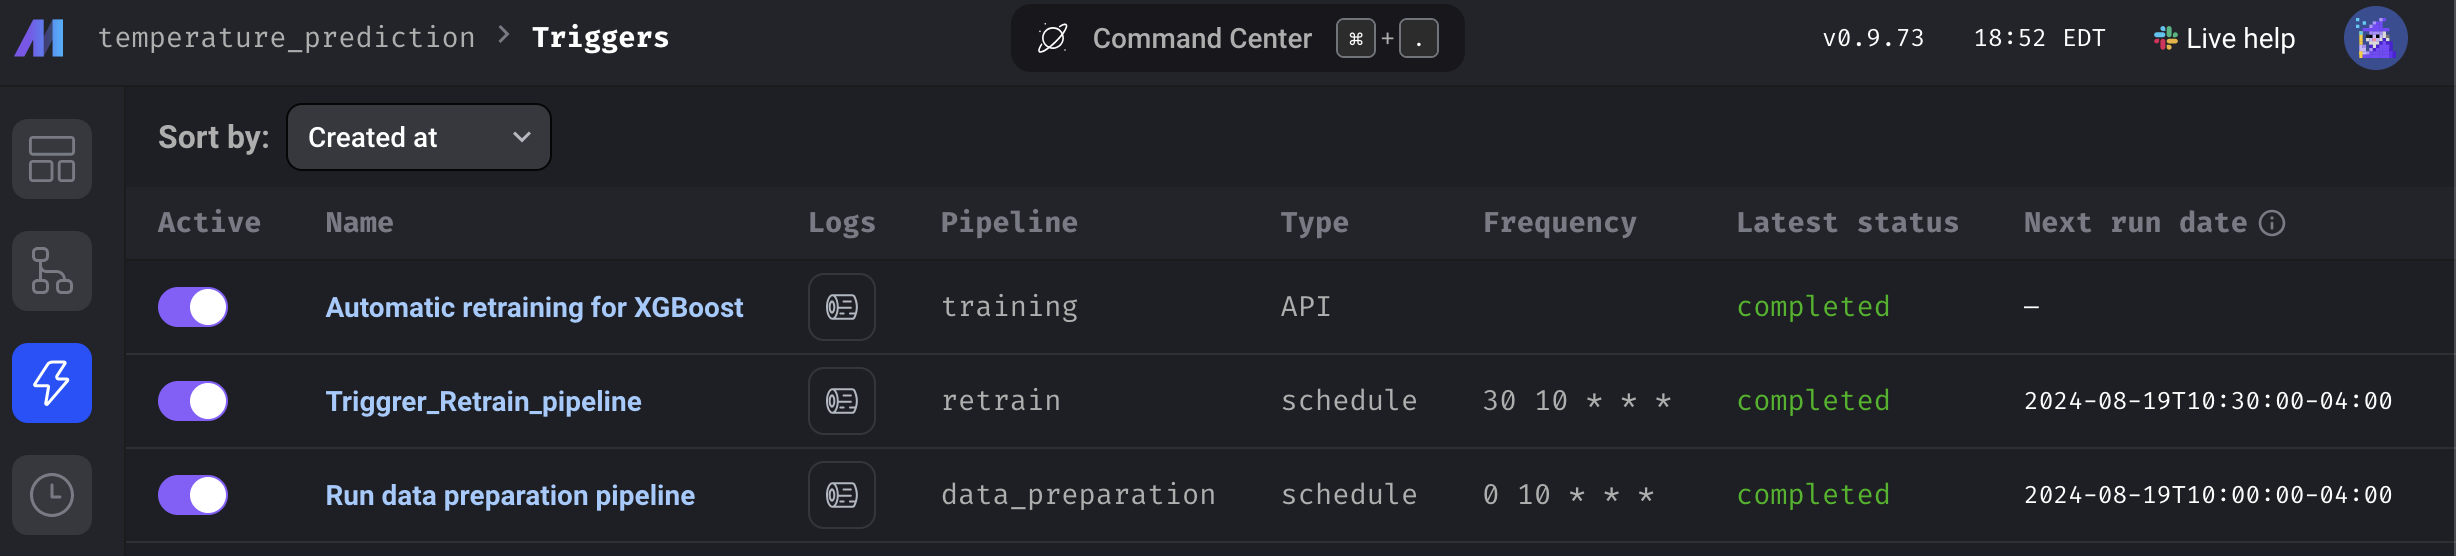 temperature_prediction > Triggers
Command Center ⌘ + .
v0.9.73 18:52 EDT Live help
Sort by: Created at
Active Name Logs Pipeline Type Frequency Latest status Next run date
Automatic retraining for XGBoost training API completed —
Triggrer_Retrain_pipeline retrain schedule 30 10 * * * completed 2024-08-19T10:30:00-04:00
Run data preparation pipeline data_preparation schedule 0 10 * * * completed 2024-08-19T10:00:00-04:00